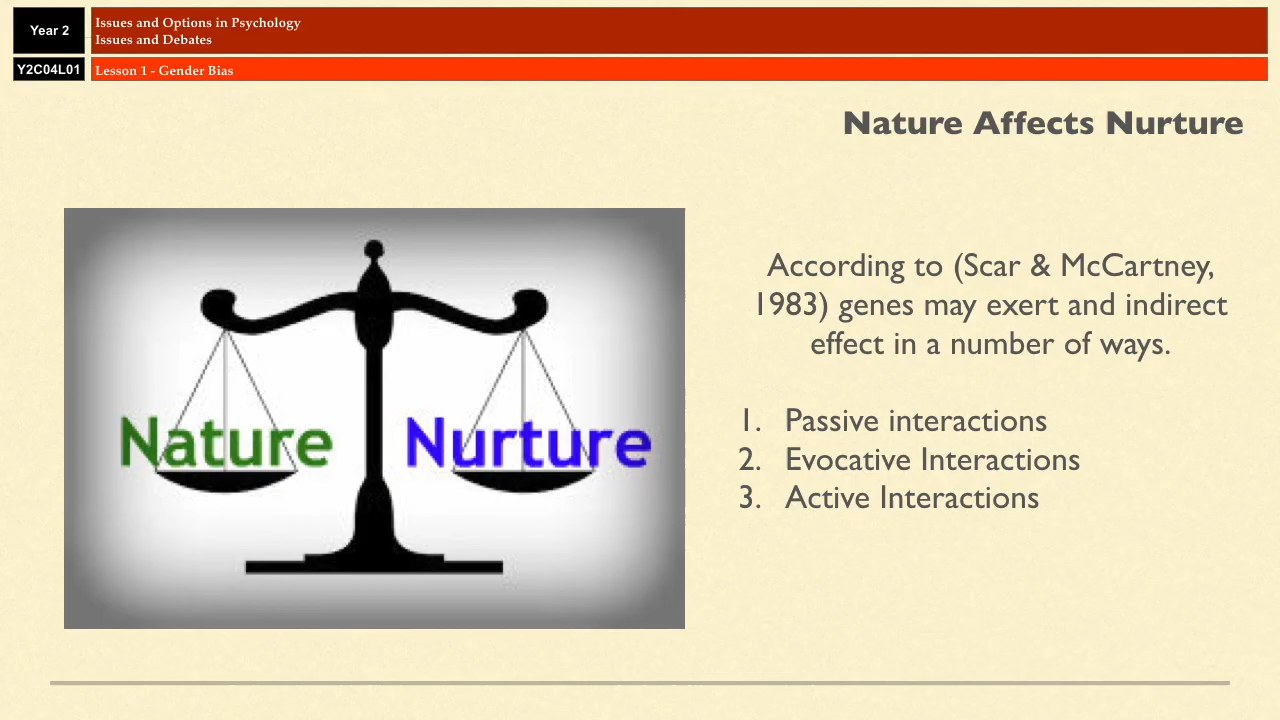 Year 2
Issues and Options in Psychology
Issues and Debates
Y2C04L01
Lesson 1 - Gender Bias
Nature Affects Nurture
Nature
Nurture
According to (Scar & McCartney,
1983) genes may exert and indirect
effect in a number of ways.
1. Passive interactions
2. Evocative Interactions
3. Active Interactions